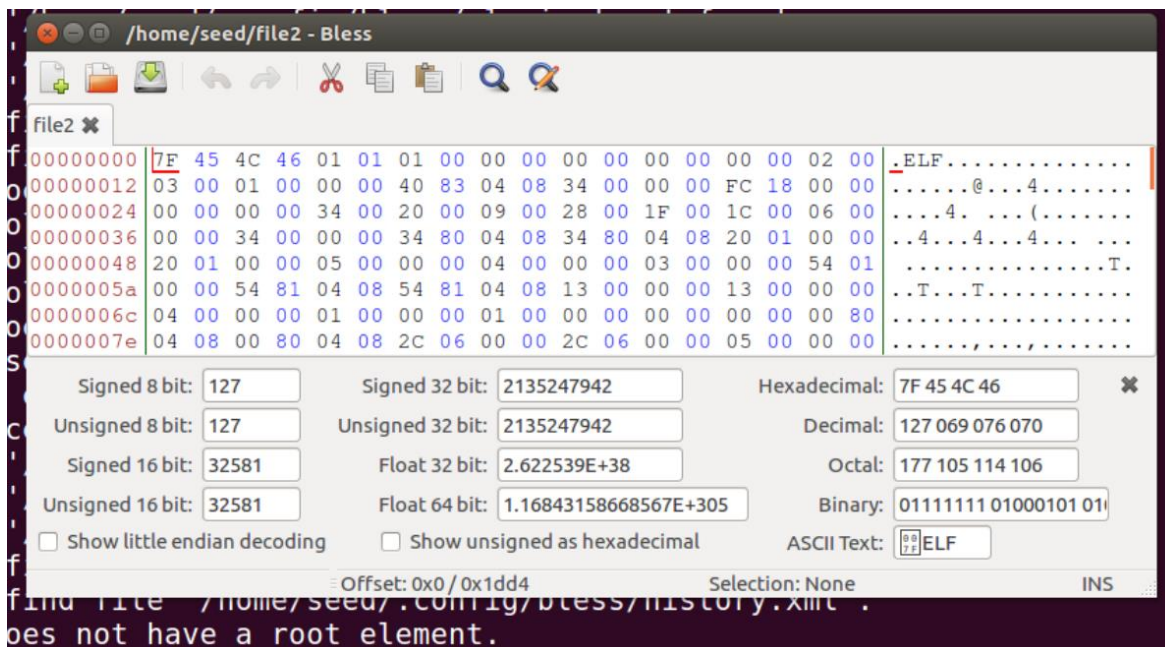 /home/seed/file2 - Bless
file2
00000000 7F 45 4C 46 01 01 01 00 00 00 00 00 00 00 00 00 02 00 .ELF..............
00000012 03 00 01 00 00 00 40 83 04 08 34 00 00 00 FC 18 00 00 ......@...4.......
00000024 00 00 00 00 34 00 20 00 09 00 28 00 1F 00 1C 00 06 00 ....4. ...(.......
00000036 00 00 34 00 00 00 34 80 04 08 34 80 04 08 20 01 00 00 ..4...4...4... ...
00000048 20 01 00 00 05 00 00 00 04 00 00 00 03 00 00 00 54 01  ...............T.
0000005a 00 00 54 81 04 08 54 81 04 08 13 00 00 00 13 00 00 00 ..T...T...........
0000006c 04 00 00 00 01 00 00 00 01 00 00 00 00 00 00 00 00 80 ..................
0000007e 04 08 00 80 04 08 2C 06 00 00 2C 06 00 00 05 00 00 00 ......,...,.......
Signed 8 bit: 127 Signed 32 bit: 2135247942 Hexadecimal: 7F 45 4C 46
Unsigned 8 bit: 127 Unsigned 32 bit: 2135247942 Decimal: 127 069 076 070
Signed 16 bit: 32581 Float 32 bit: 2.622539E+38 Octal: 177 105 114 106
Unsigned 16 bit: 32581 Float 64 bit: 1.16843158668567E+305 Binary: 01111111 01000101 01
Show little endian decoding Show unsigned as hexadecimal ASCII Text: ELF
Offset: 0x0 / 0x1dd4 Selection: None INS
find file "/home/seed/.config/bless/history.xml".
oes not have a root element.